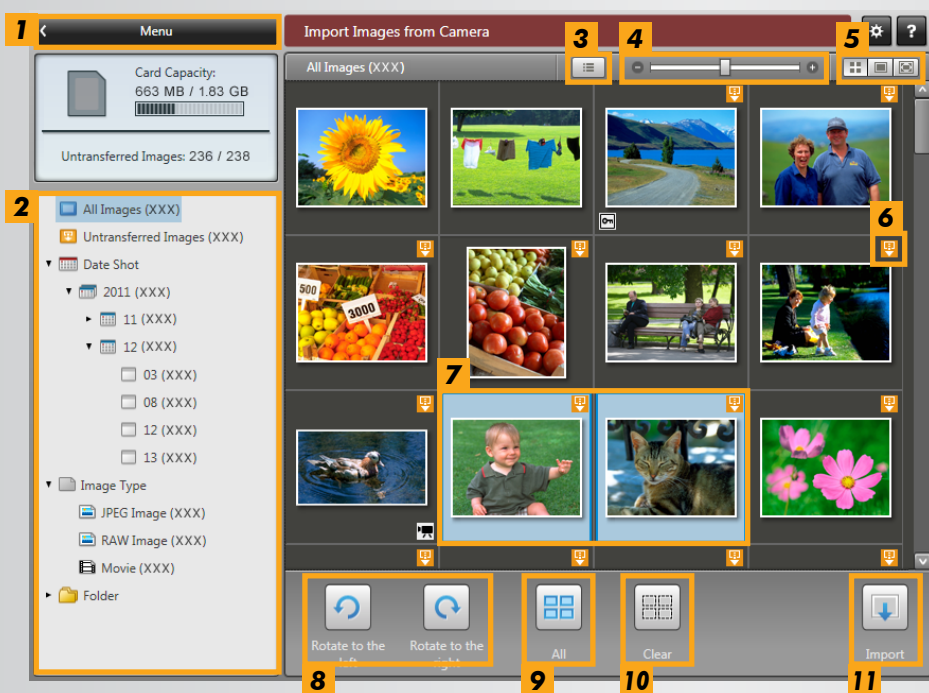 1
Menu
Import Images from Camera
?
3
4
5
Card Capacity:
663 MB / 1.83 GB
Untransferred Images: 236 / 238
All Images (XXX)
2
All Images (XXX)
Untransferred Images (XXX)
Date Shot
2011 (XXX)
11 (XXX)
12 (XXX)
03 (XXX)
08 (XXX)
12 (XXX)
13 (XXX)
Image Type
JPEG Image (XXX)
RAW Image (XXX)
Movie (XXX)
Folder
6
500
3000
7
Rotate to the
left
Rotate to the
right
All
Clear
Import
8
9
10
11